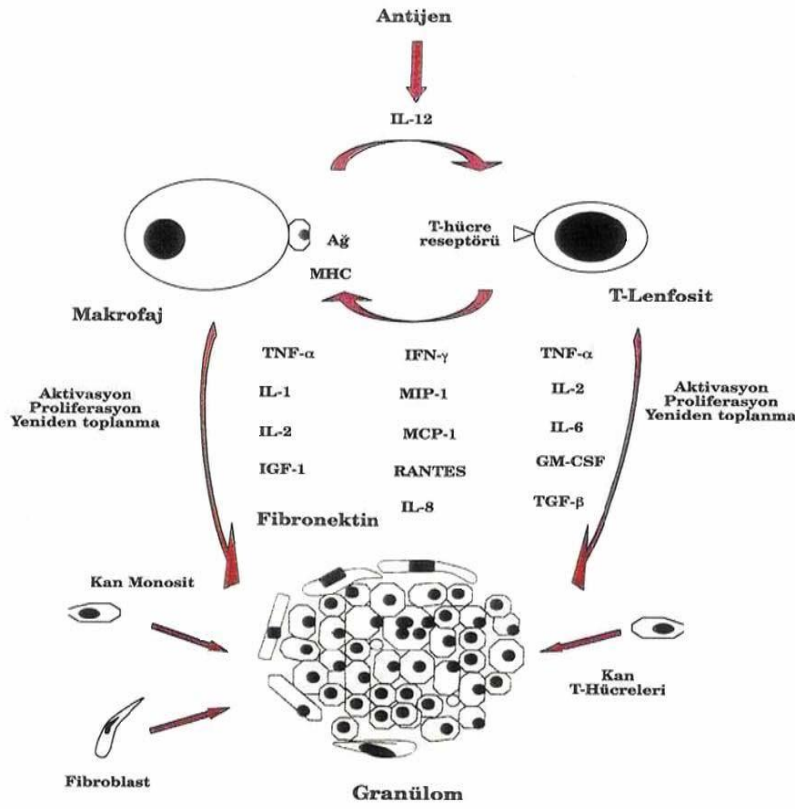 Antijen
IL-12
Ağ
MHC
T-hücre
reseptörü
Makrofaj
T-Lenfosit
Aktivasyon
Proliferasyon
Yeniden toplanma
TNF-α
IL-1
IL-2
IGF-1
Fibronektin
IFN-γ
MIP-1
MCP-1
RANTES
IL-8
TNF-α
IL-2
IL-6
GM-CSF
TGF-β
Aktivasyon
Proliferasyon
Yeniden toplanma
Kan Monosit
Fibroblast
Kan
T-Hücreleri
Granülom